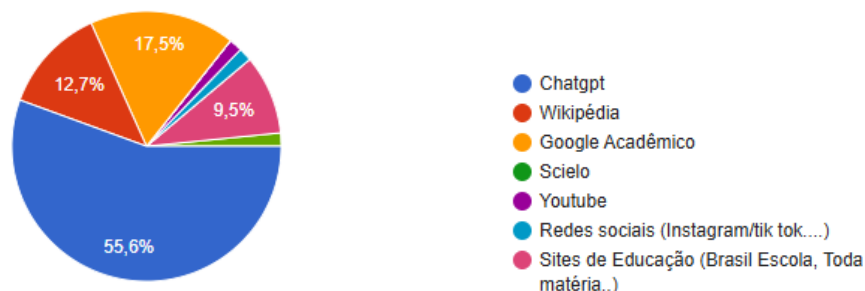 17,5%
12,7%
9,5%
55,6%
Chatgpt
Wikipédia
Google Acadêmico
Scielo
Youtube
Redes sociais (Instagram/tik tok....)
Sites de Educação (Brasil Escola, Toda
matéria..)